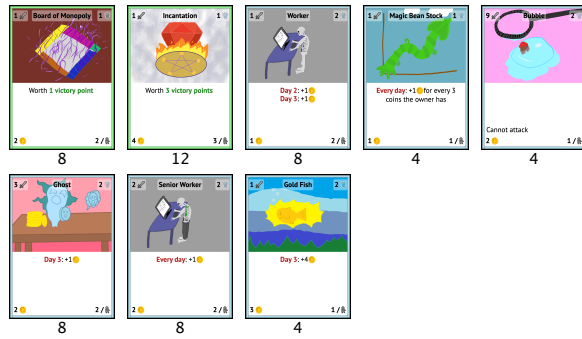 1 Board of Monopoly 1
Worth 1 victory point
2 2/
8
1 Incantation 1
Worth 3 victory points
4 3/
12
1 Worker 2
Day 2: +1
Day 3: +1
1 2/
8
1 Magic Bean Stock 1
Every day: +1 for every 3
coins the owner has
1 1/
4
9 Bubble 2
Cannot attack
2 1/
4
3 Ghost 2
Day 3: +1
2 2/
8
2 Senior Worker 2
Every day: +1
2 2/
8
1 Gold Fish 2
Day 3: +4
3 1/
4